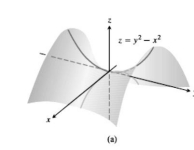 z
z = y² − x²
x
(a)